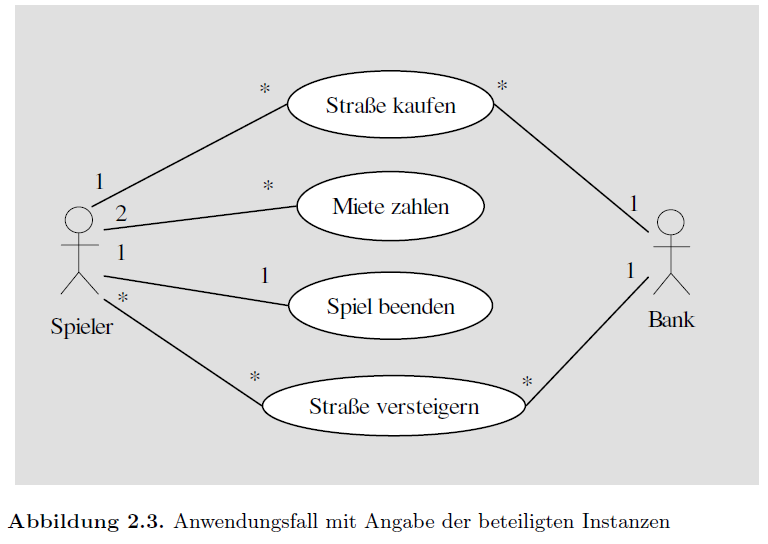 * Straße kaufen *
1 1
2 * Miete zahlen
1 1 1
Spiel beenden
* Spieler Bank
* Straße versteigern *
Abbildung 2.3. Anwendungsfall mit Angabe der beteiligten Instanzen